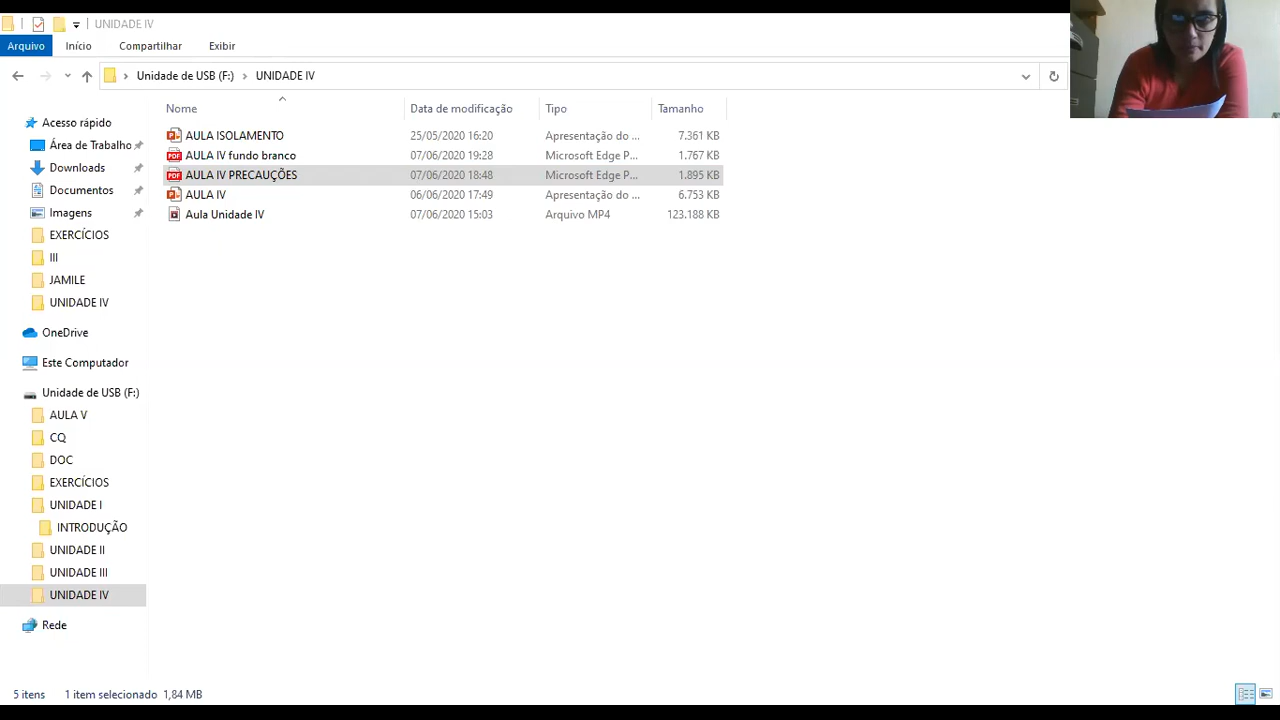 UNIDADE IV
Arquivo Início Compartilhar Exibir
Unidade de USB (F:) UNIDADE IV
Nome Data de modificação Tipo Tamanho
AULA ISOLAMENTO 25/05/2020 16:20 Apresentação do ... 7.361 KB
AULA IV fundo branco 07/06/2020 19:28 Microsoft Edge P... 1.767 KB
AULA IV PRECAUÇÕES 07/06/2020 18:48 Microsoft Edge P... 1.895 KB
AULA IV 06/06/2020 17:49 Apresentação do ... 6.753 KB
Aula Unidade IV 07/06/2020 15:03 Arquivo MP4 123.188 KB
Acesso rápido
Área de Trabalho
Downloads
Documentos
Imagens
EXERCÍCIOS
III
JAMILE
UNIDADE IV
OneDrive
Este Computador
Unidade de USB (F:)
AULA V
CQ
DOC
EXERCÍCIOS
UNIDADE I
INTRODUÇÃO
UNIDADE II
UNIDADE III
UNIDADE IV
Rede
5 itens 1 item selecionado 1,84 MB